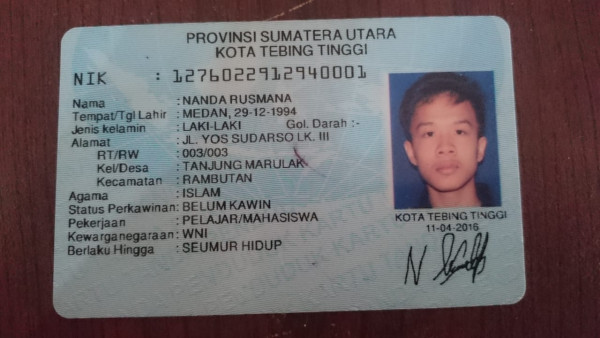 PROVINSI SUMATERA UTARA
KOTA TEBING TINGGI
NIK : 1276022912940001
Nama : NANDA RUSMANA
Tempat/Tgl Lahir : MEDAN, 29-12-1994
Jenis kelamin : LAKI-LAKI Gol. Darah :-
Alamat : JL. YOS SUDARSO LK. III
RT/RW : 003/003
Kel/Desa : TANJUNG MARULAK
Kecamatan : RAMBUTAN
Agama : ISLAM
Status Perkawinan: BELUM KAWIN
Pekerjaan : PELAJAR/MAHASISWA
Kewarganegaraan: WNI
Berlaku Hingga : SEUMUR HIDUP
KOTA TEBING TINGGI
11-04-2016